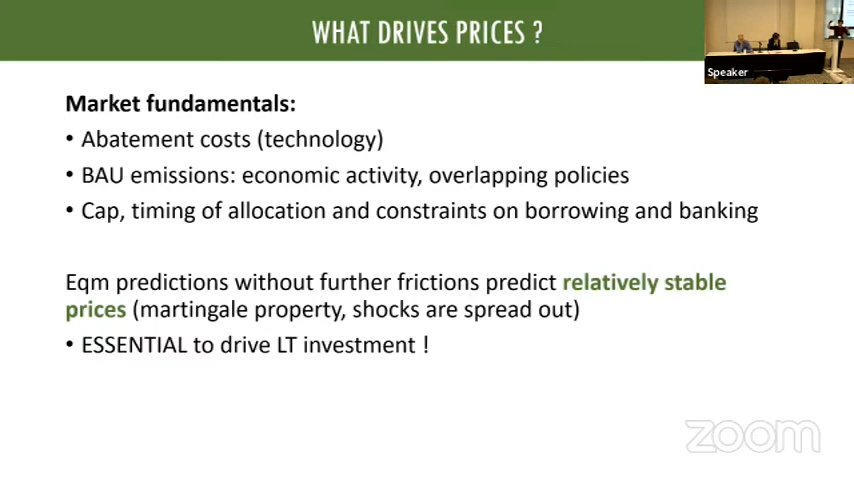 WHAT DRIVES PRICES ?
Speaker
Market fundamentals:
• Abatement costs (technology)
• BAU emissions: economic activity, overlapping policies
• Cap, timing of allocation and constraints on borrowing and banking
Eqm predictions without further frictions predict relatively stable
prices (martingale property, shocks are spread out)
• ESSENTIAL to drive LT investment !
zoom